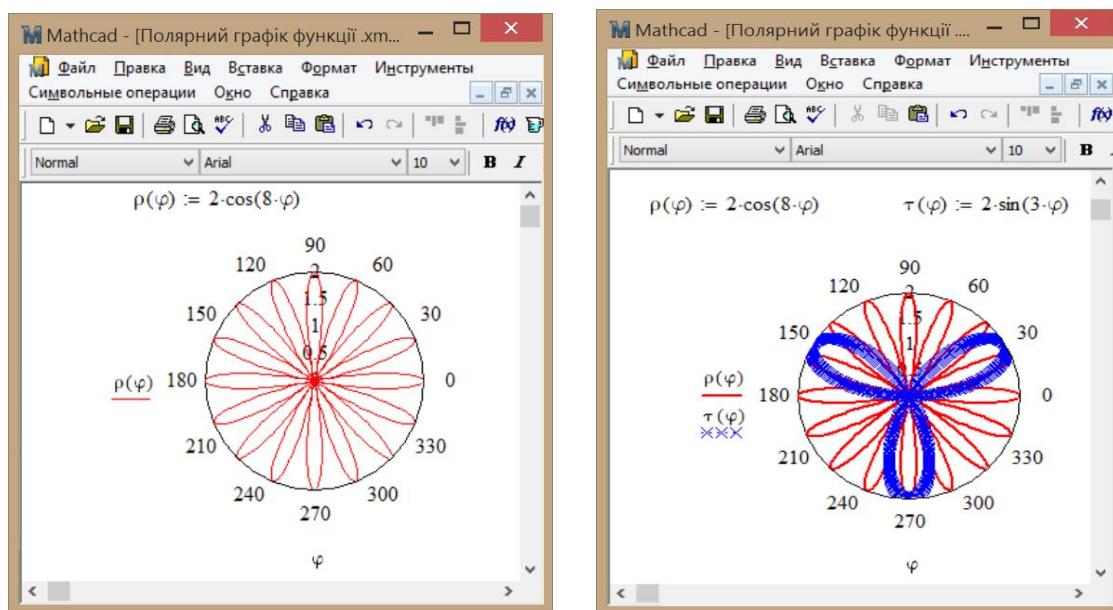 Mathcad - [Полярний графік функції .xm...
Файл Правка Вид Вставка Формат Инструменты
Символьные операции Окно Справка
Normal Arial 10 B I
ρ(φ) := 2·cos(8·φ)
90
120 60
2
1.5
150 30
1
0.5
ρ(φ) 180 0
210 330
240 300
270
φ
Mathcad - [Полярний графік функції ....
Файл Правка Вид Вставка Формат Инструменты
Символьные операции Окно Справка
Normal Arial 10 B
ρ(φ) := 2·cos(8·φ) τ(φ) := 2·sin(3·φ)
90
120 60
2
1.5
150 30
1
ρ(φ)
180 0
τ(φ)
210 330
240 300
270
φ